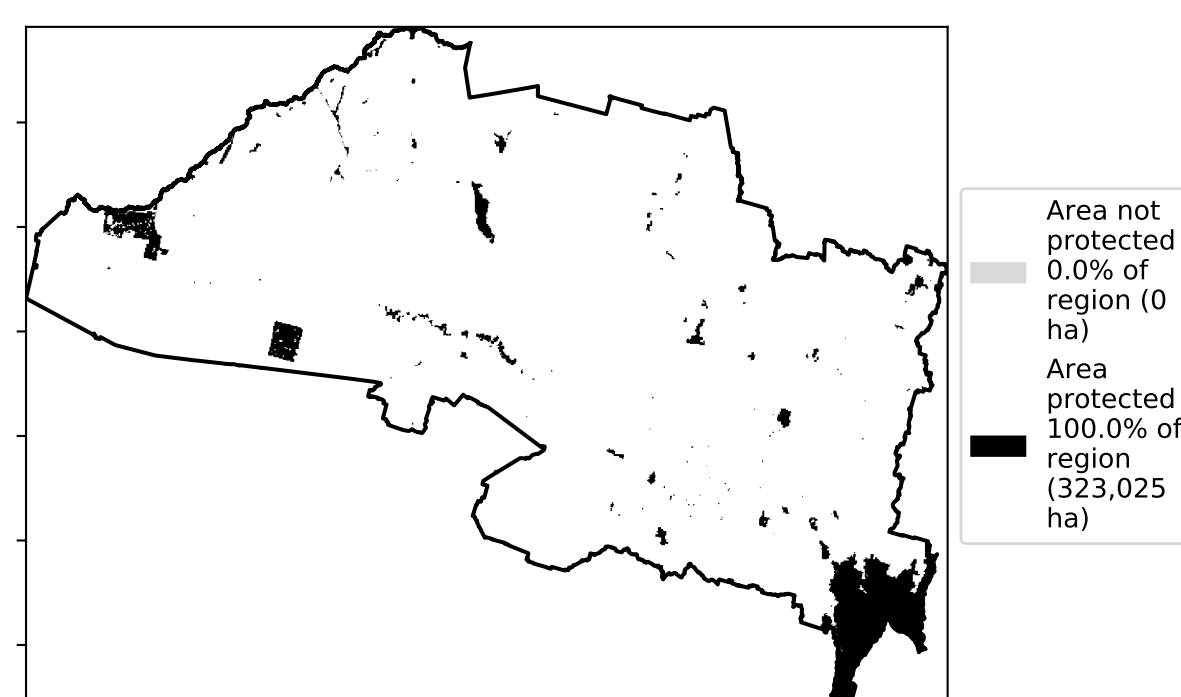 Area not
protected
0.0% of
region (0
ha)
Area
protected
100.0% of
region
(323,025
ha)